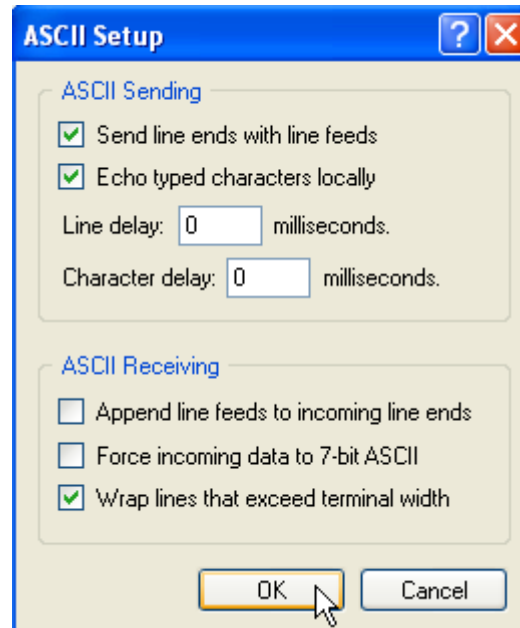 ASCII Setup
ASCII Sending
Send line ends with line feeds
Echo typed characters locally
Line delay: 0 milliseconds.
Character delay: 0 milliseconds.
ASCII Receiving
Append line feeds to incoming line ends
Force incoming data to 7-bit ASCII
Wrap lines that exceed terminal width
OK Cancel